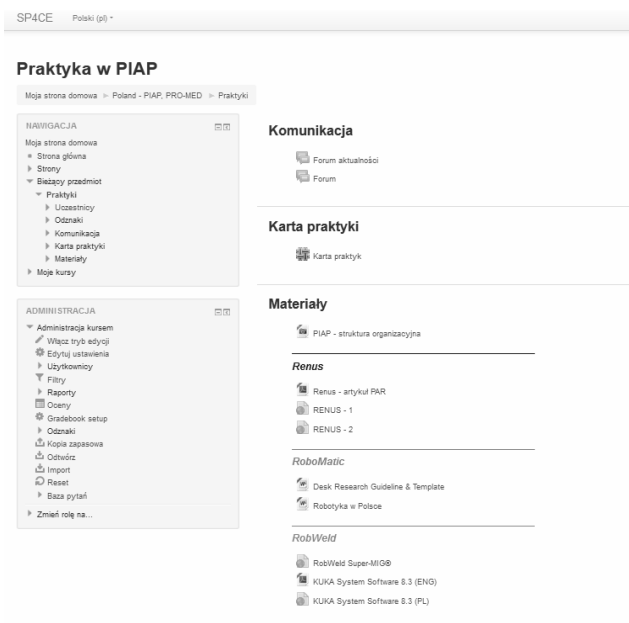 SP4CE Polski (pl)
Praktyka w PIAP
Moja strona domowa Poland - PIAP, PRO-MED Praktyki
NAWIGACJA
Moja strona domowa
Strona główna
Strony
Bieżący przedmiot
Praktyki
Uczestnicy
Odznaki
Komunikacja
Karta praktyki
Materiały
Moje kursy
ADMINISTRACJA
Administracja kursem
Włącz tryb edycji
Edytuj ustawienia
Użytkownicy
Filtry
Raporty
Oceny
Gradebook setup
Odznaki
Kopia zapasowa
Odtwórz
Import
Reset
Baza pytań
Zmień rolę na...
Komunikacja
Forum aktualności
Forum
Karta praktyki
Karta praktyk
Materiały
PIAP - struktura organizacyjna
Renus
Renus - artykuł PAR
RENUS - 1
RENUS - 2
RoboMatic
Desk Research Guideline & Template
Robotyka w Polsce
RobWeld
RobWeld Super-MIG®
KUKA System Software 8.3 (ENG)
KUKA System Software 8.3 (PL)